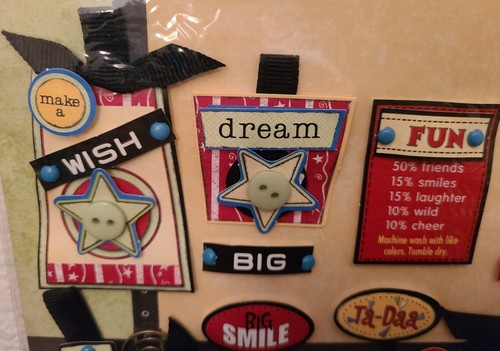 make
a
WISH
dream
BIG
FUN
50% friends
15% smiles
15% laughter
10% wild
10% cheer
Machine wash with like
colors. Tumble dry.
BIG
SMILE
Ta-Daa